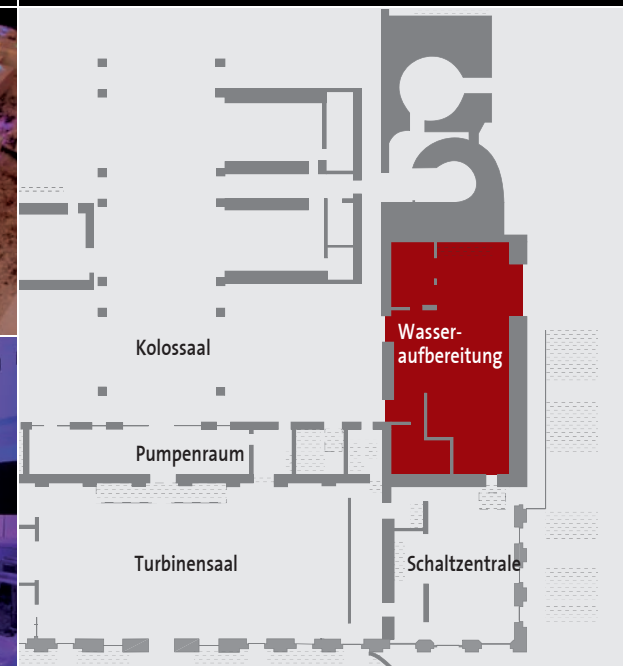 Kolossaal
Wasser-
aufbereitung
Pumpenraum
Turbinensaal
Schaltzentrale